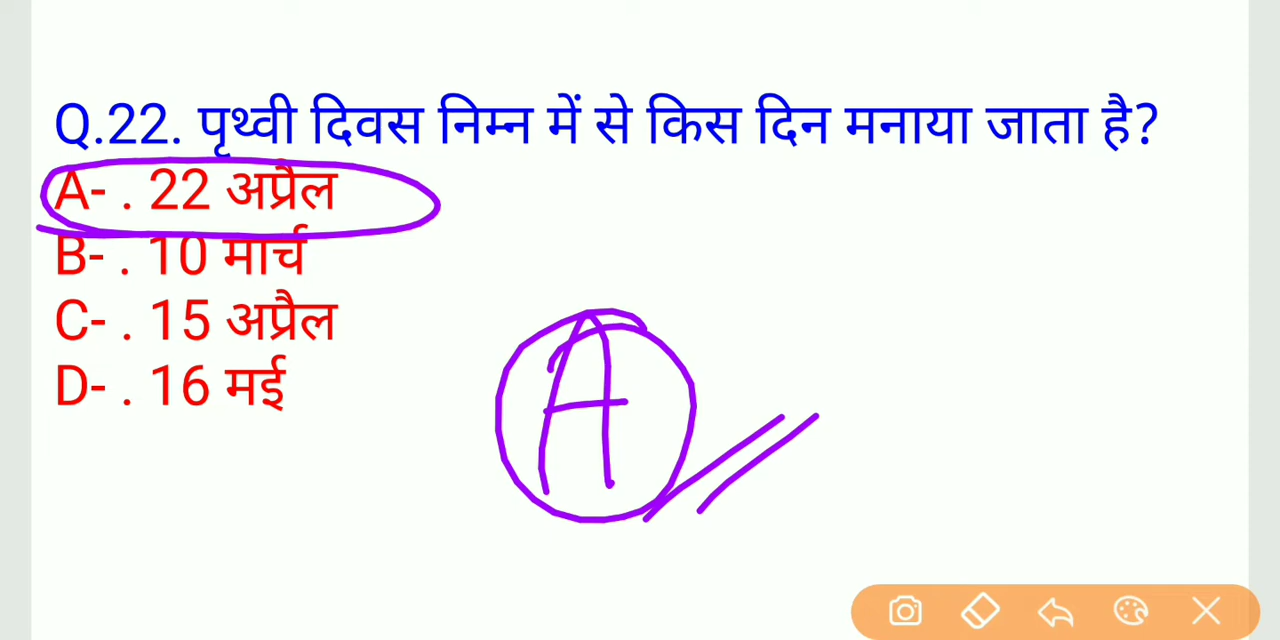 Q.22. पृथ्वी दिवस निम्न में से किस दिन मनाया जाता है?
A- . 22 अप्रैल
B- . 10 मार्च
C- . 15 अप्रैल
D- . 16 मई
A